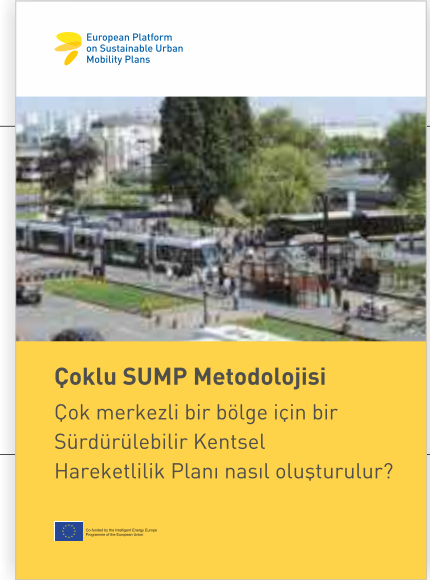 European Platform
on Sustainable Urban
Mobility Plans
Çoklu SUMP Metodolojisi
Çok merkezli bir bölge için bir
Sürdürülebilir Kentsel
Hareketlilik Planı nasıl oluşturulur?
Co-funded by the Intelligent Energy Europe
Programme of the European Union